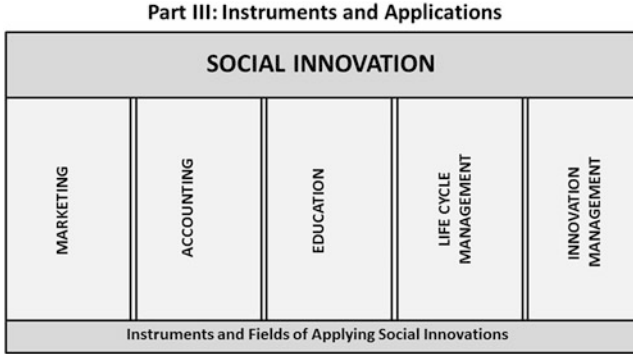 Part III: Instruments and Applications
SOCIAL INNOVATION
MARKETING
ACCOUNTING
EDUCATION
LIFE CYCLE
MANAGEMENT
INNOVATION
MANAGEMENT
Instruments and Fields of Applying Social Innovations